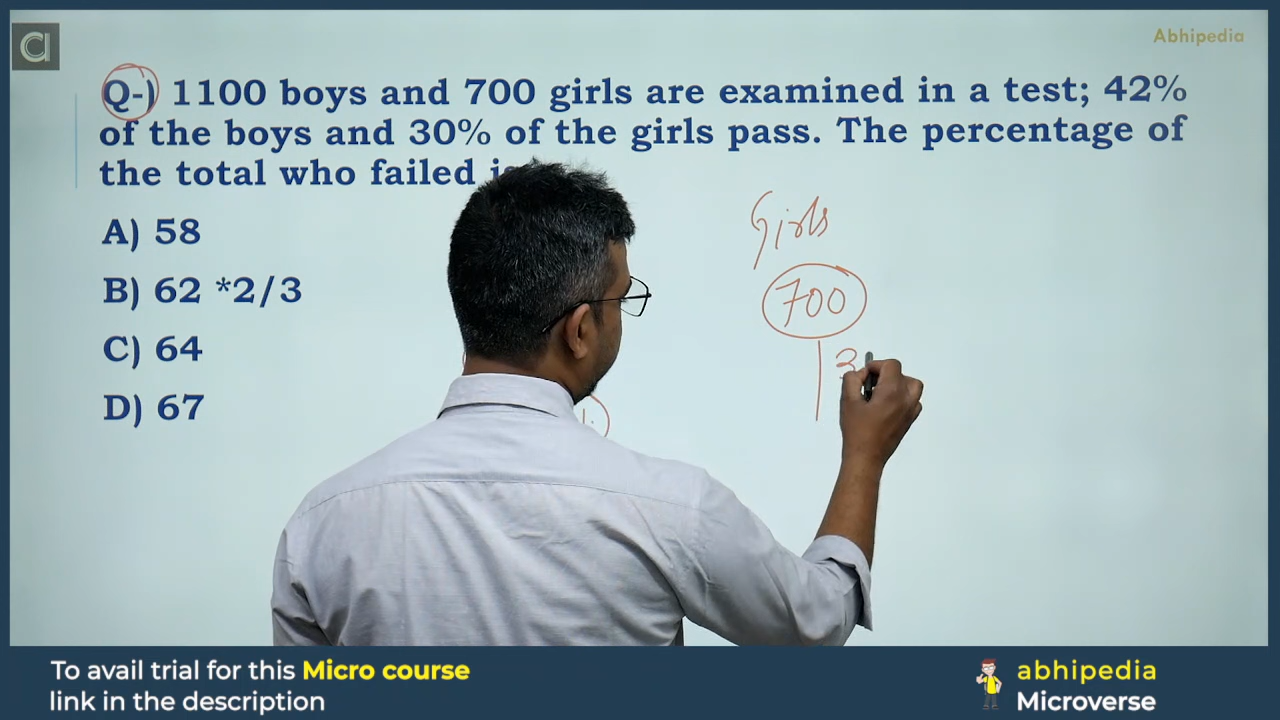 Abhipedia
Q-) 1100 boys and 700 girls are examined in a test; 42%
of the boys and 30% of the girls pass. The percentage of
the total who failed
A) 58
B) 62 *2/3
C) 64
D) 67
Girls
700
3
To avail trial for this Micro course
link in the description
abhipedia
Microverse